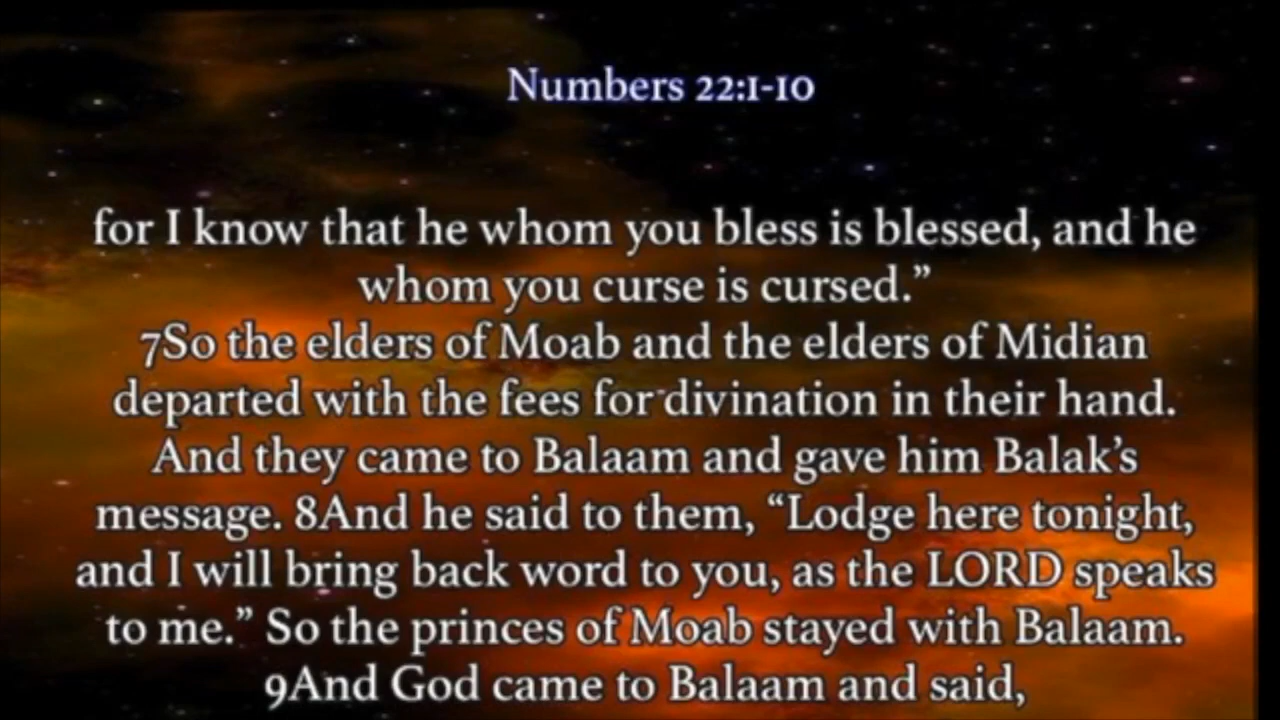 Numbers 22:1-10
for I know that he whom you bless is blessed, and he
whom you curse is cursed.”
7So the elders of Moab and the elders of Midian
departed with the fees for divination in their hand.
And they came to Balaam and gave him Balak’s
message. 8And he said to them, “Lodge here tonight,
and I will bring back word to you, as the LORD speaks
to me.” So the princes of Moab stayed with Balaam.
9And God came to Balaam and said,